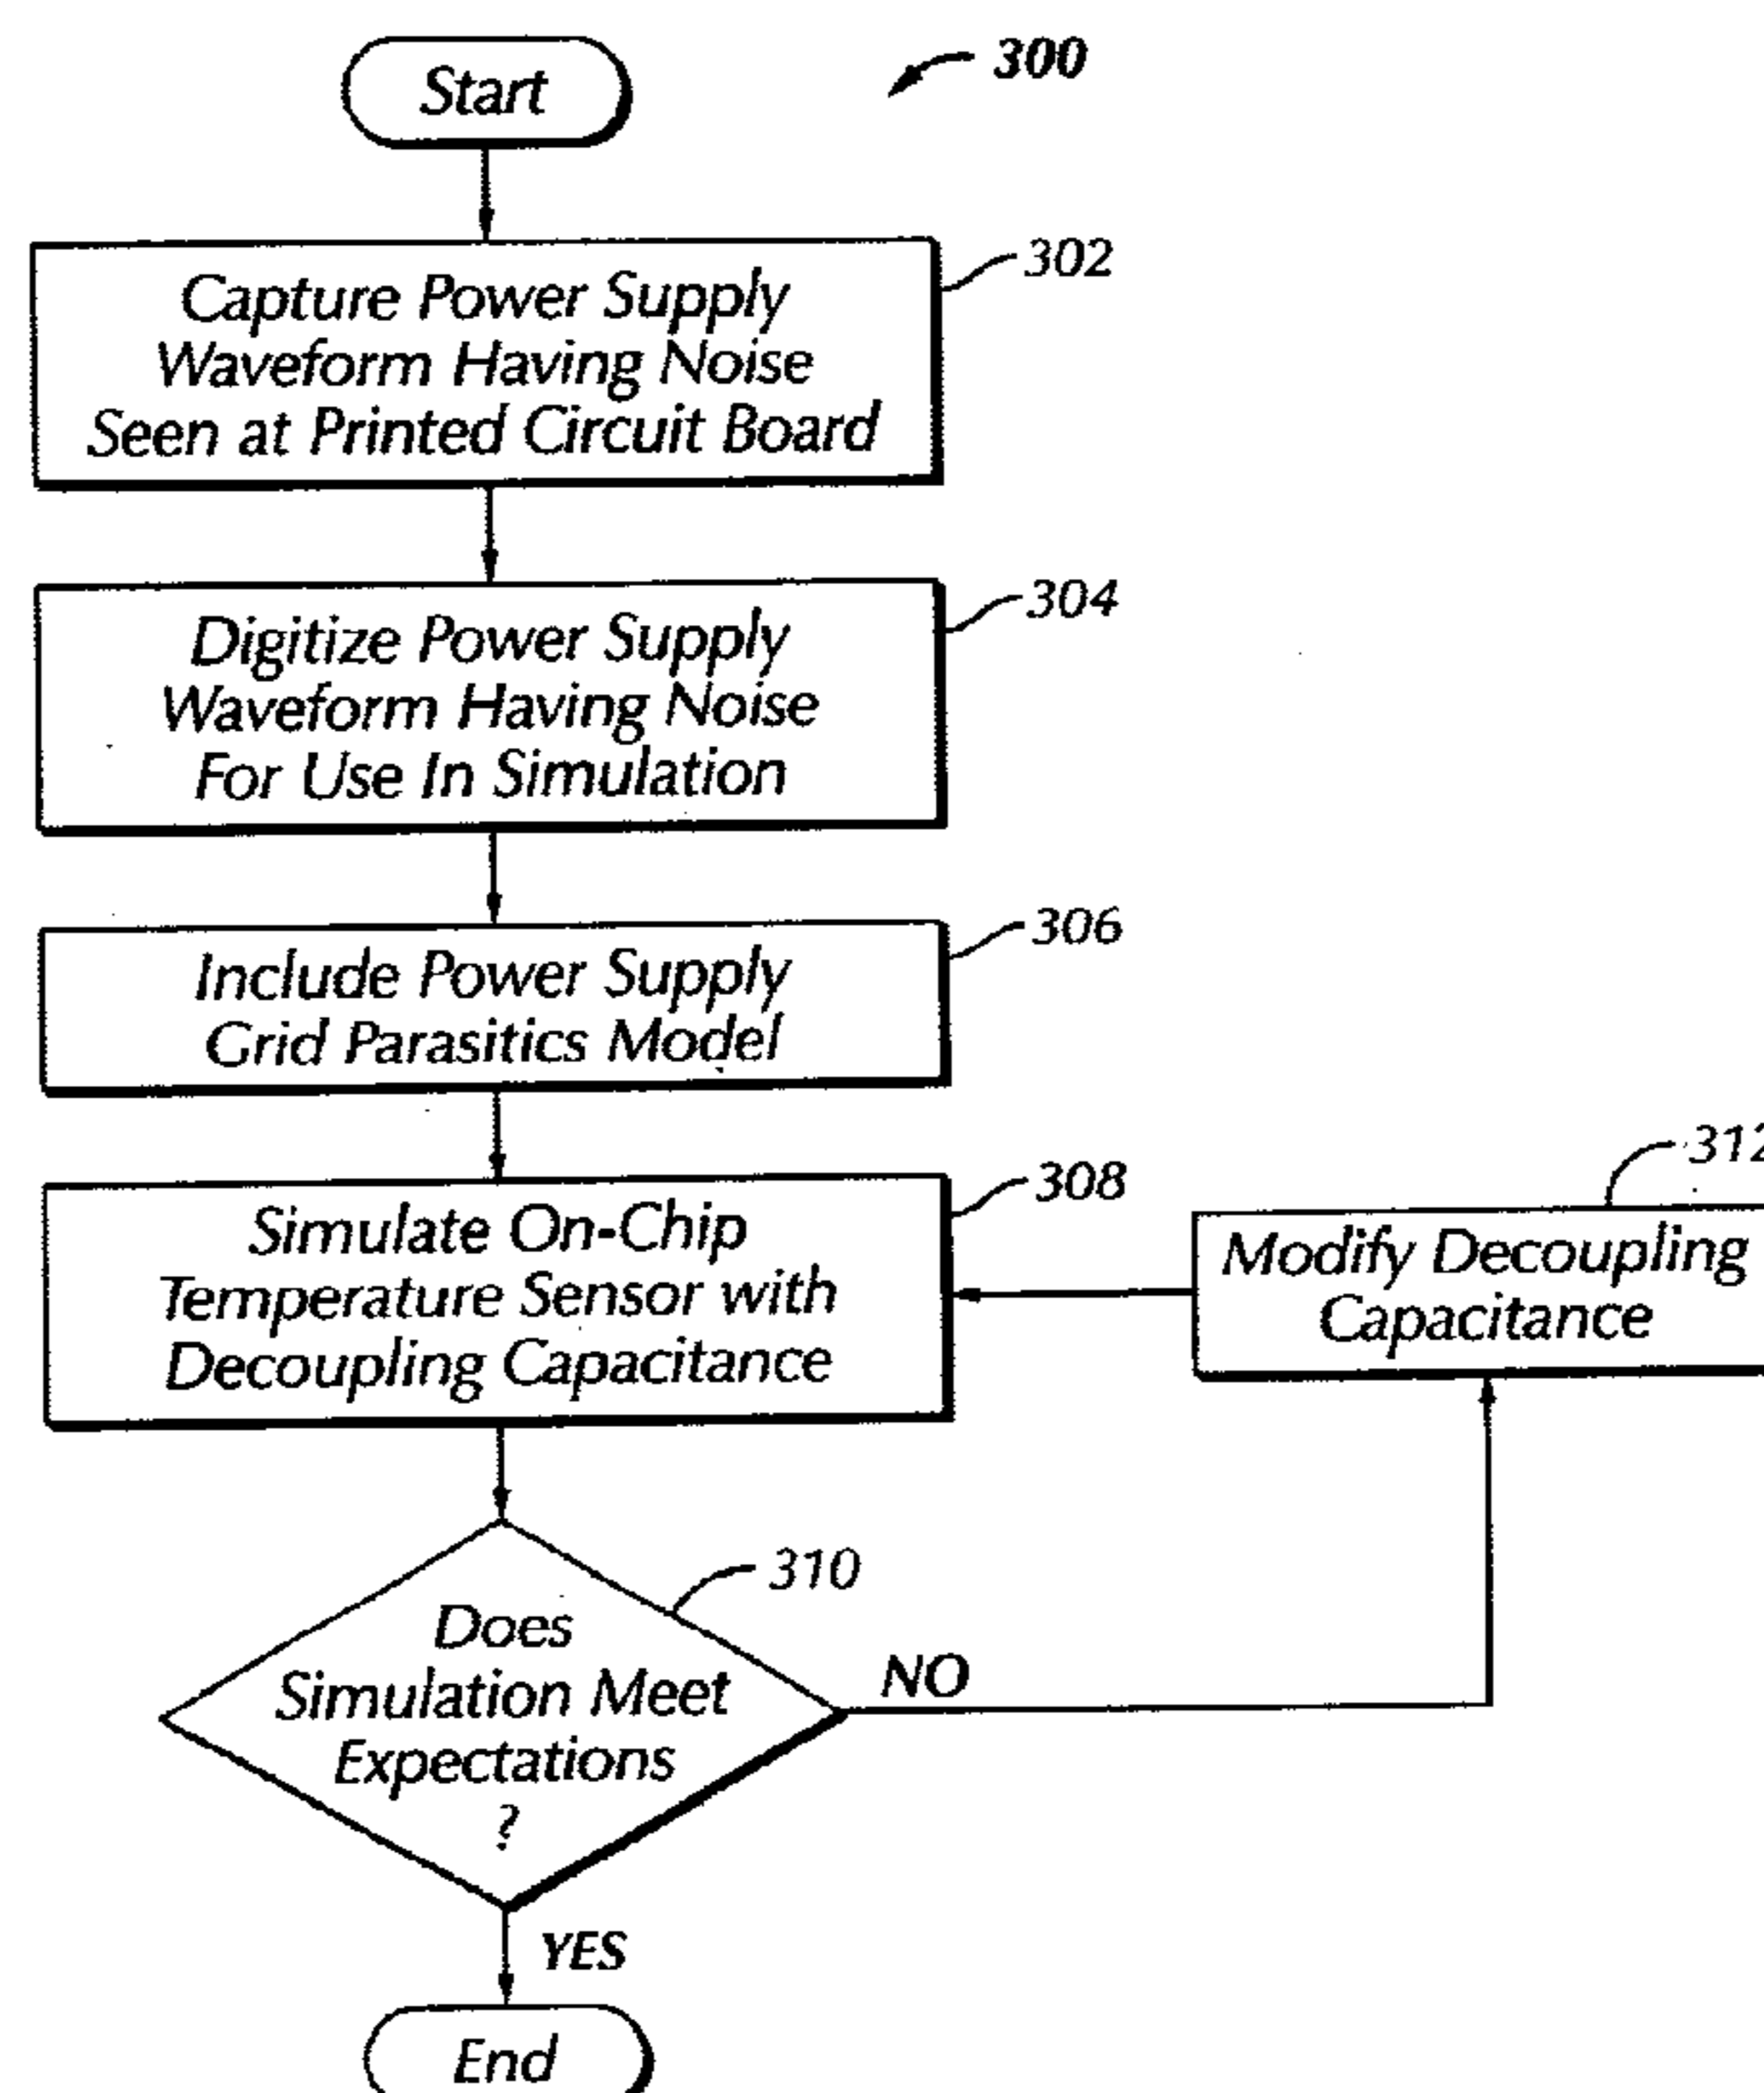 Start
300
Capture Power Supply
Waveform Having Noise
Seen at Printed Circuit Board
302
Digitize Power Supply
Waveform Having Noise
For Use In Simulation
304
Include Power Supply
Grid Parasitics Model
306
Simulate On-Chip
Temperature Sensor with
Decoupling Capacitance
308
Modify Decoupling
Capacitance
312
Does
Simulation Meet
Expectations
?
310
NO
YES
End